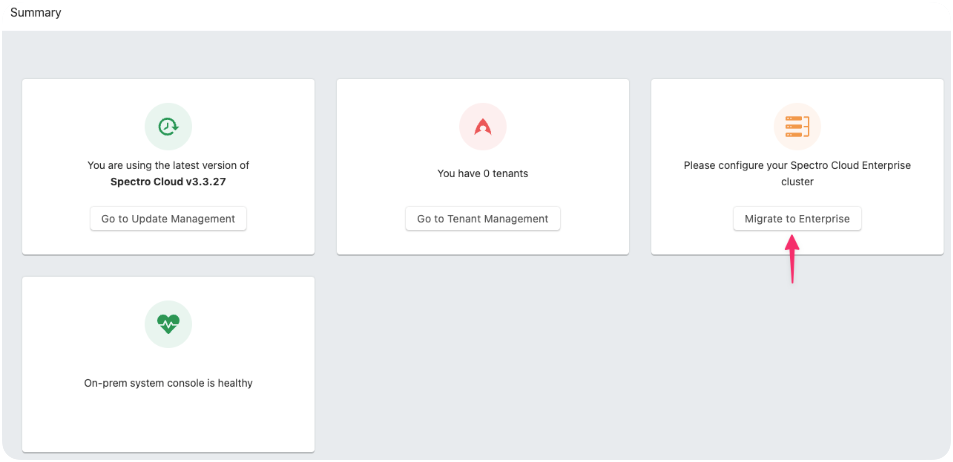 Summary
You are using the latest version of
Spectro Cloud v3.3.27
Go to Update Management
You have 0 tenants
Go to Tenant Management
Please configure your Spectro Cloud Enterprise
cluster
Migrate to Enterprise
On-prem system console is healthy